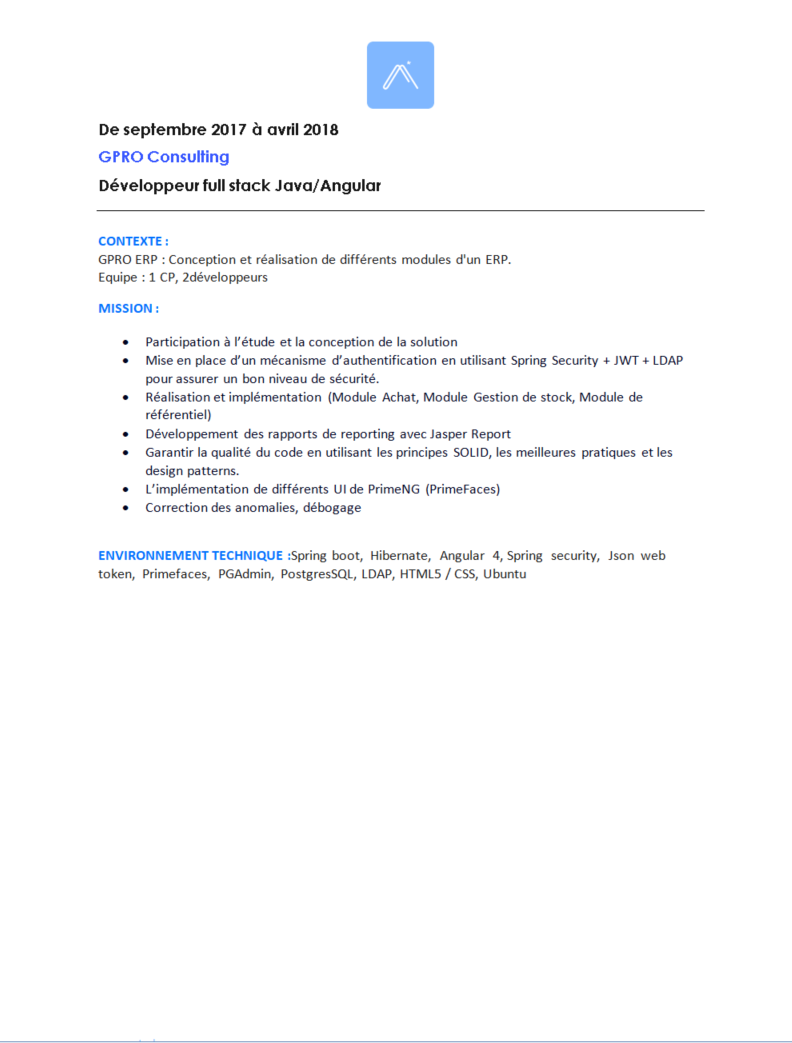 De septembre 2017 à avril 2018
GPRO Consulting
Développeur full stack Java/Angular
CONTEXTE :
GPRO ERP : Conception et réalisation de différents modules d'un ERP.
Equipe : 1 CP, 2développeurs
MISSION :
• Participation à l’étude et la conception de la solution
• Mise en place d’un mécanisme d’authentification en utilisant Spring Security + JWT + LDAP
pour assurer un bon niveau de sécurité.
• Réalisation et implémentation (Module Achat, Module Gestion de stock, Module de
référentiel)
• Développement des rapports de reporting avec Jasper Report
• Garantir la qualité du code en utilisant les principes SOLID, les meilleures pratiques et les
design patterns.
• L’implémentation de différents UI de PrimeNG (PrimeFaces)
• Correction des anomalies, débogage
ENVIRONNEMENT TECHNIQUE :Spring boot, Hibernate, Angular 4, Spring security, Json web
token, Primefaces, PGAdmin, PostgresSQL, LDAP, HTML5 / CSS, Ubuntu